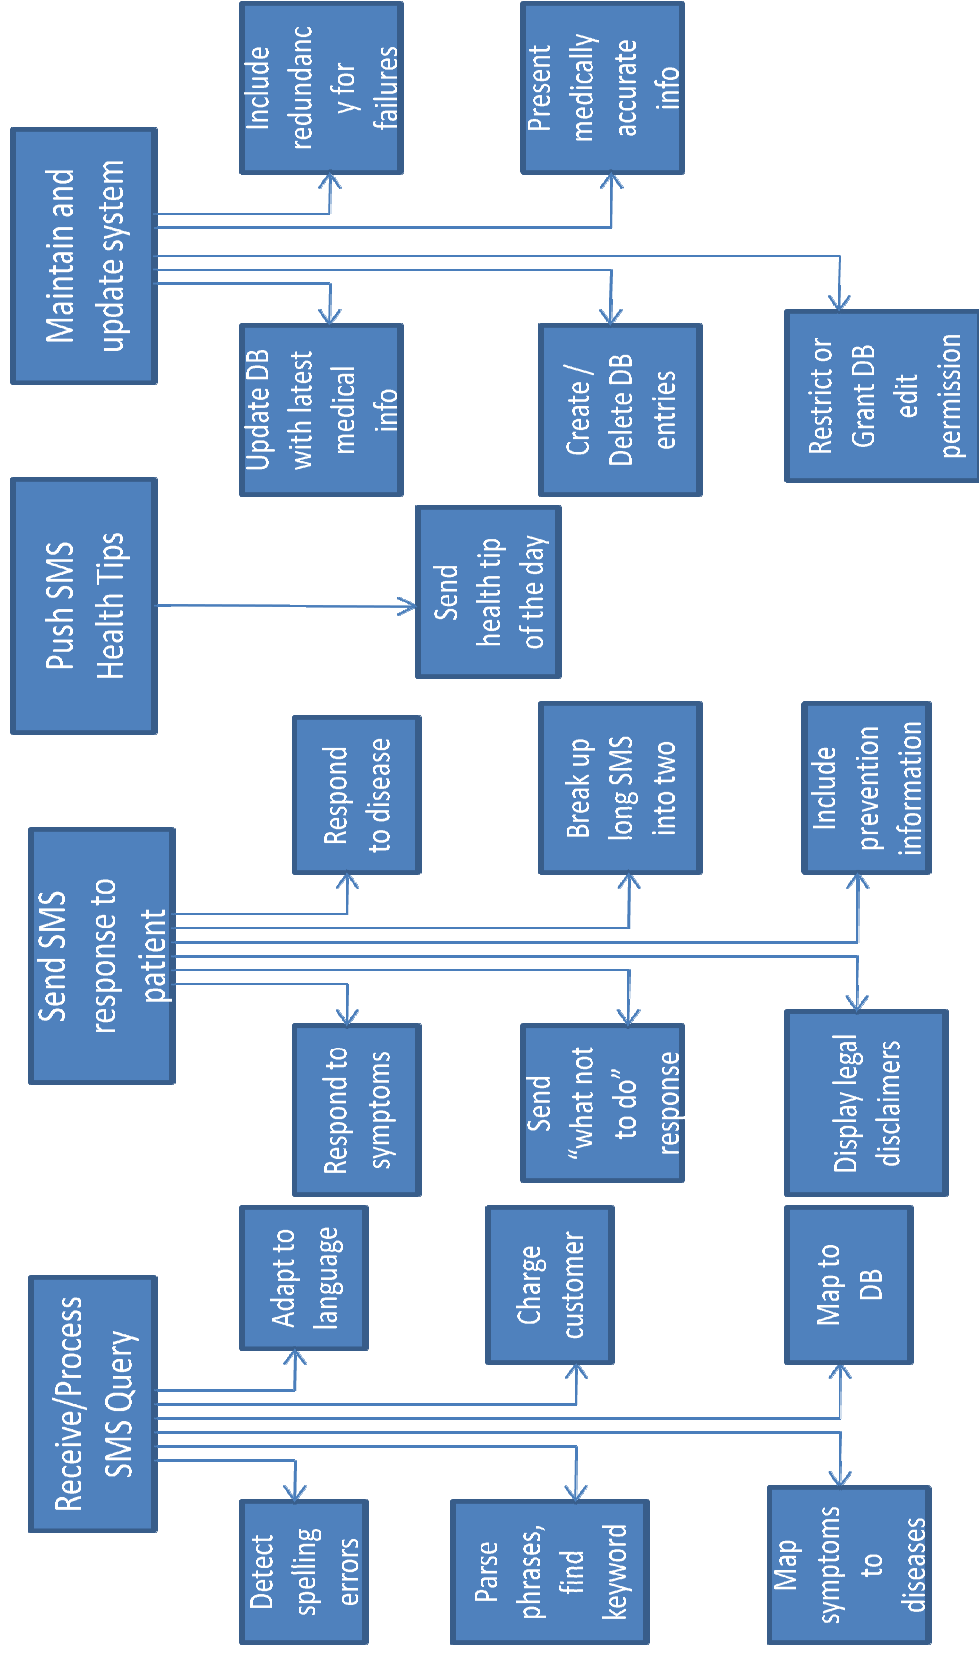 Receive/Process
SMS Query
Detect
spelling
errors
Adapt to
language
Parse
phrases,
find
keyword
Charge
customer
Map
symptoms
to
diseases
Map to
DB
Send SMS
response to
patient
Respond to
symptoms
Respond
to disease
Send
“what not
to do”
response
Break up
long SMS
into two
Display legal
disclaimers
Include
prevention
information
Push SMS
Health Tips
Send
health tip
of the day
Maintain and
update system
Update DB
with latest
medical
info
Include
redundanc
y for
failures
Create /
Delete DB
entries
Present
medically
accurate
info
Restrict or
Grant DB
edit
permission